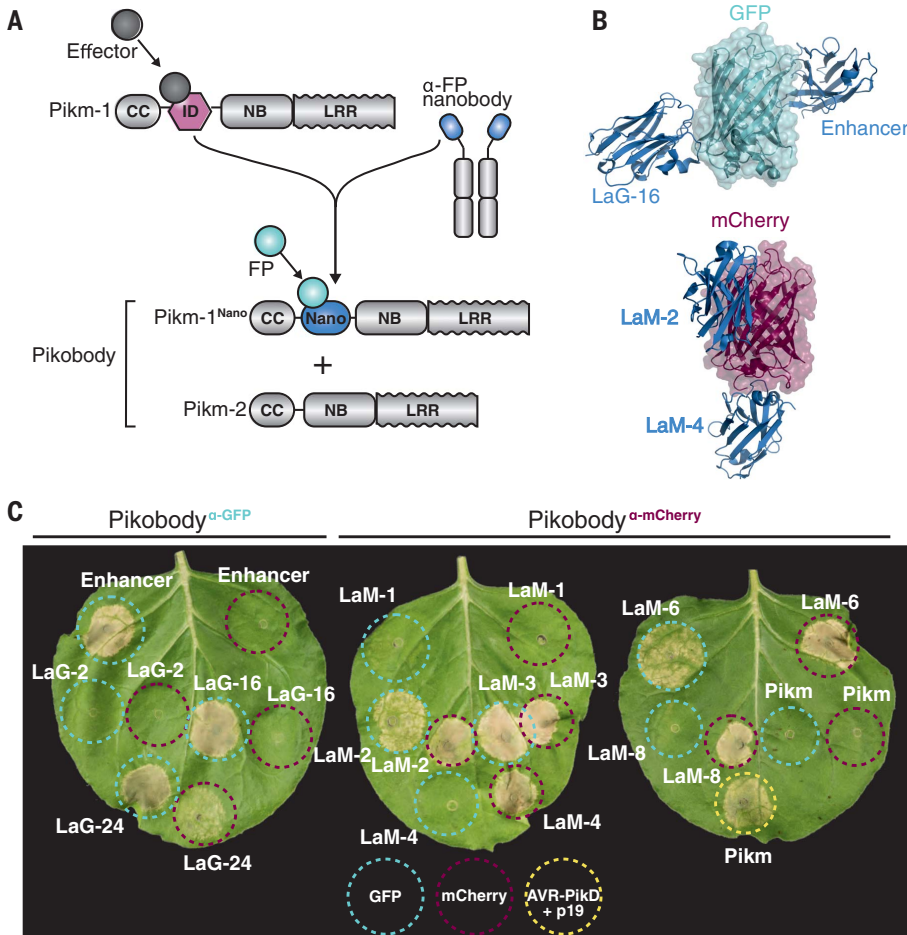 A
Effector
Pikm-1
CC
ID
NB
LRR
α-FP
nanobody
FP
Pikm-1Nano
CC
Nano
NB
LRR
Pikobody
+
Pikm-2
CC
NB
LRR
B
GFP
Enhancer
LaG-16
mCherry
LaM-2
LaM-4
C
Pikobody α-GFP
Pikobody α-mCherry
Enhancer
Enhancer
LaG-2
LaG-2
LaG-16
LaG-16
LaG-24
LaG-24
LaM-1
LaM-1
LaM-2
LaM-2
LaM-3
LaM-3
LaM-4
LaM-4
LaM-6
LaM-6
LaM-8
LaM-8
Pikm
Pikm
Pikm
GFP
mCherry
AVR-PikD
+ p19